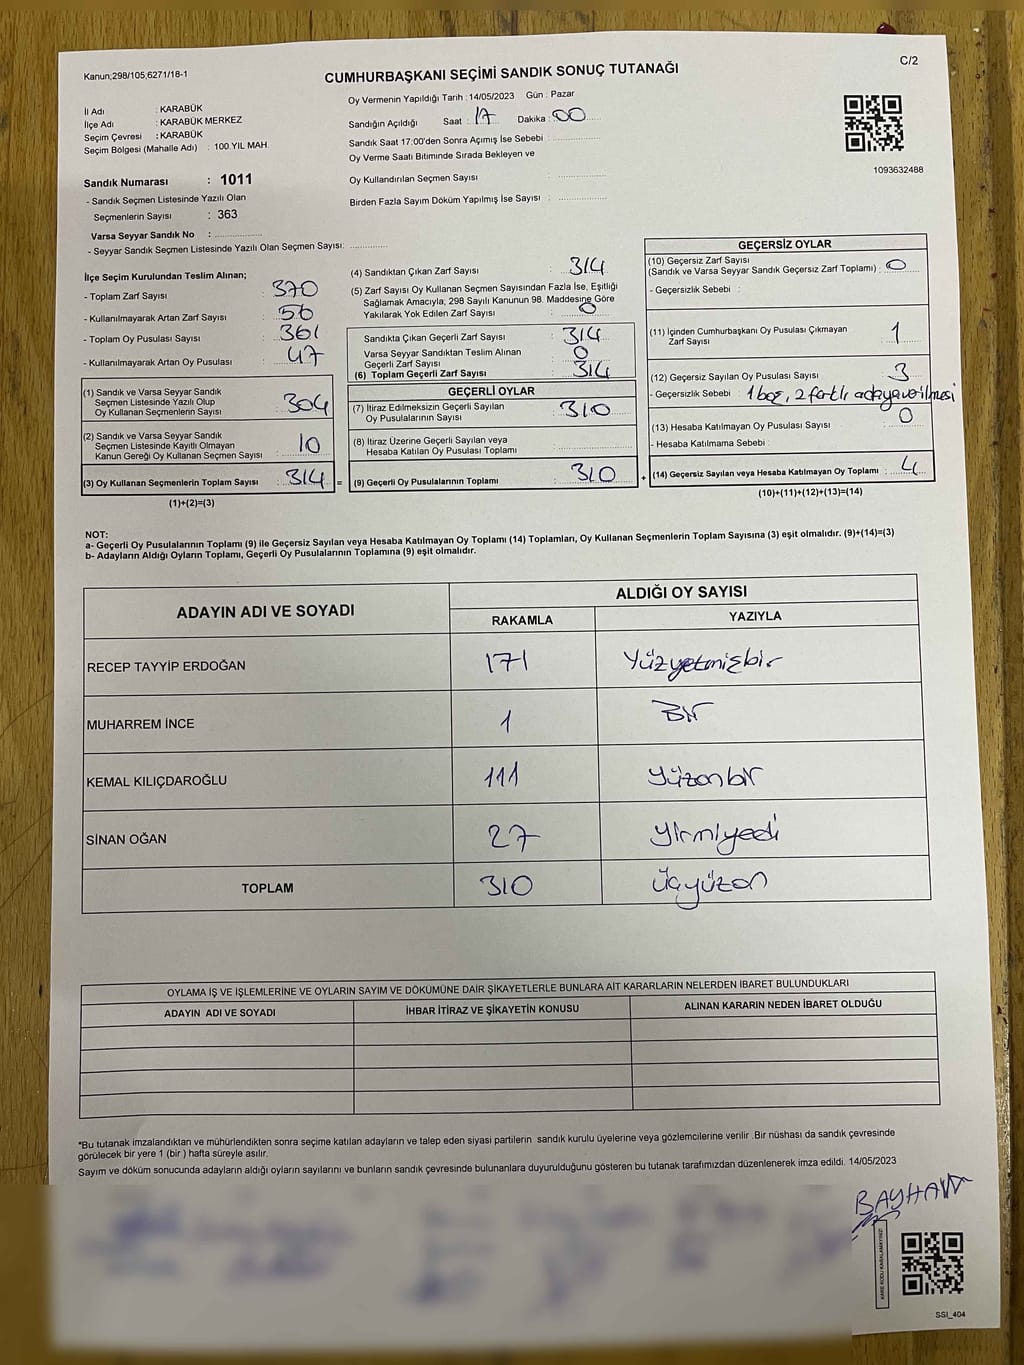 Kanun;298/105;6271/18-1
C/2
CUMHURBAŞKANI SEÇİMİ SANDIK SONUÇ TUTANAĞI
İl Adı : KARABÜK
İlçe Adı : KARABÜK MERKEZ
Seçim Çevresi : KARABÜK
Seçim Bölgesi (Mahalle Adı) : 100.YIL MAH.
Oy Vermenin Yapıldığı Tarih : 14/05/2023 Gün : Pazar
Sandığın Açıldığı Saat : 17 Dakika : 00
Sandık Saat 17:00'den Sonra Açılmış İse Sebebi :
Oy Verme Saati Bitiminde Sırada Bekleyen ve
Oy Kullandırılan Seçmen Sayısı :
Birden Fazla Sayım Döküm Yapılmış İse Sayısı :
1093632488
Sandık Numarası : 1011
- Sandık Seçmen Listesinde Yazılı Olan
Seçmenlerin Sayısı : 363
Varsa Seyyar Sandık No :
- Seyyar Sandık Seçmen Listesinde Yazılı Olan Seçmen Sayısı:
İlçe Seçim Kurulundan Teslim Alınan;
- Toplam Zarf Sayısı : 370
- Kullanılmayarak Artan Zarf Sayısı : 56
- Toplam Oy Pusulası Sayısı : 361
- Kullanılmayarak Artan Oy Pusulası : 47
(1) Sandık ve Varsa Seyyar Sandık
Seçmen Listesinde Yazılı Olup
Oy Kullanan Seçmenlerin Sayısı : 304
(2) Sandık ve Varsa Seyyar Sandık
Seçmen Listesinde Kayıtlı Olmayan
Kanun Gereği Oy Kullanan Seçmen Sayısı : 10
(3) Oy Kullanan Seçmenlerin Toplam Sayısı : 314 =
(1)+(2)=(3)
(4) Sandıktan Çıkan Zarf Sayısı : 314
(5) Zarf Sayısı Oy Kullanan Seçmen Sayısından Fazla İse, Eşitliği
Sağlamak Amacıyla, 298 Sayılı Kanunun 98. Maddesine Göre
Yakılarak Yok Edilen Zarf Sayısı : 0
Sandıkta Çıkan Geçerli Zarf Sayısı : 314
Varsa Seyyar Sandıktan Teslim Alınan
Geçerli Zarf Sayısı : 0
(6) Toplam Geçerli Zarf Sayısı : 314
GEÇERLİ OYLAR
(7) İtiraz Edilmeksizin Geçerli Sayılan
Oy Pusulasının Sayısı : 310
(8) İtiraz Üzerine Geçerli Sayılan veya
Hesaba Katılan Oy Pusulası Toplamı :
(9) Geçerli Oy Pusulalarının Toplamı : 310 +
GEÇERSİZ OYLAR
(10) Geçersiz Zarf Sayısı
(Sandık ve Varsa Seyyar Sandık Geçersiz Zarf Toplamı) : 0
- Geçersizlik Sebebi :
(11) İçinden Cumhurbaşkanı Oy Pusulası Çıkmayan
Zarf Sayısı : 1
(12) Geçersiz Sayılan Oy Pusulası Sayısı : 3
- Geçersizlik Sebebi : 1 boş, 2 farklı adaya verilmesi
(13) Hesaba Katılmayan Oy Pusulası Sayısı : 0
- Hesaba Katılmama Sebebi :
(14) Geçersiz Sayılan veya Hesaba Katılmayan Oy Toplamı : 4
(10)+(11)+(12)+(13)=(14)
NOT:
a- Geçerli Oy Pusulalarının Toplamı (9) ile Geçersiz Sayılan veya Hesaba Katılmayan Oy Toplamı (14) Toplamları, Oy Kullanan Seçmenlerin Toplam Sayısına (3) eşit olmalıdır. (9)+(14)=(3)
b- Adayların Aldığı Oyların Toplamı, Geçerli Oy Pusulalarının Toplamına (9) eşit olmalıdır.
ADAYIN ADI VE SOYADI
ALDIĞI OY SAYISI
RAKAMLA YAZIYLA
RECEP TAYYİP ERDOĞAN 171 Yüzyetmişbir
MUHARREM İNCE 1 Bir
KEMAL KILIÇDAROĞLU 111 Yüzonbir
SİNAN OĞAN 27 Yirmiyedi
TOPLAM 310 Üçyüzon
OYLAMA İŞ VE İŞLEMLERİNE VE OYLARIN SAYIM VE DÖKÜMÜNE DAİR ŞİKAYETLERLE BUNLARA AİT KARARLARIN NELERDEN İBARET BULUNDUKLARI
ADAYIN ADI VE SOYADI İHBAR İTİRAZ VE ŞİKAYETİN KONUSU ALINAN KARARIN NEDEN İBARET OLDUĞU
*Bu tutanak imzalandıktan ve mühürlendikten sonra seçime katılan adayların ve talep eden siyasi partilerin sandık kurulu üyelerine veya gözlemcilerine verilir .Bir nüshası da sandık çevresinde
görülecek bir yere 1 (bir ) hafta süreyle asılır.
Sayım ve döküm sonucunda adayların aldığı oyların sayılarını ve bunların sandık çevresinde bulunanlara duyurulduğunu gösteren bu tutanak tarafımızdan düzenlenerek imza edildi. 14/05/2023
BAYHAN
KARE KODU KARALAMAYINIZ!
SSI_404